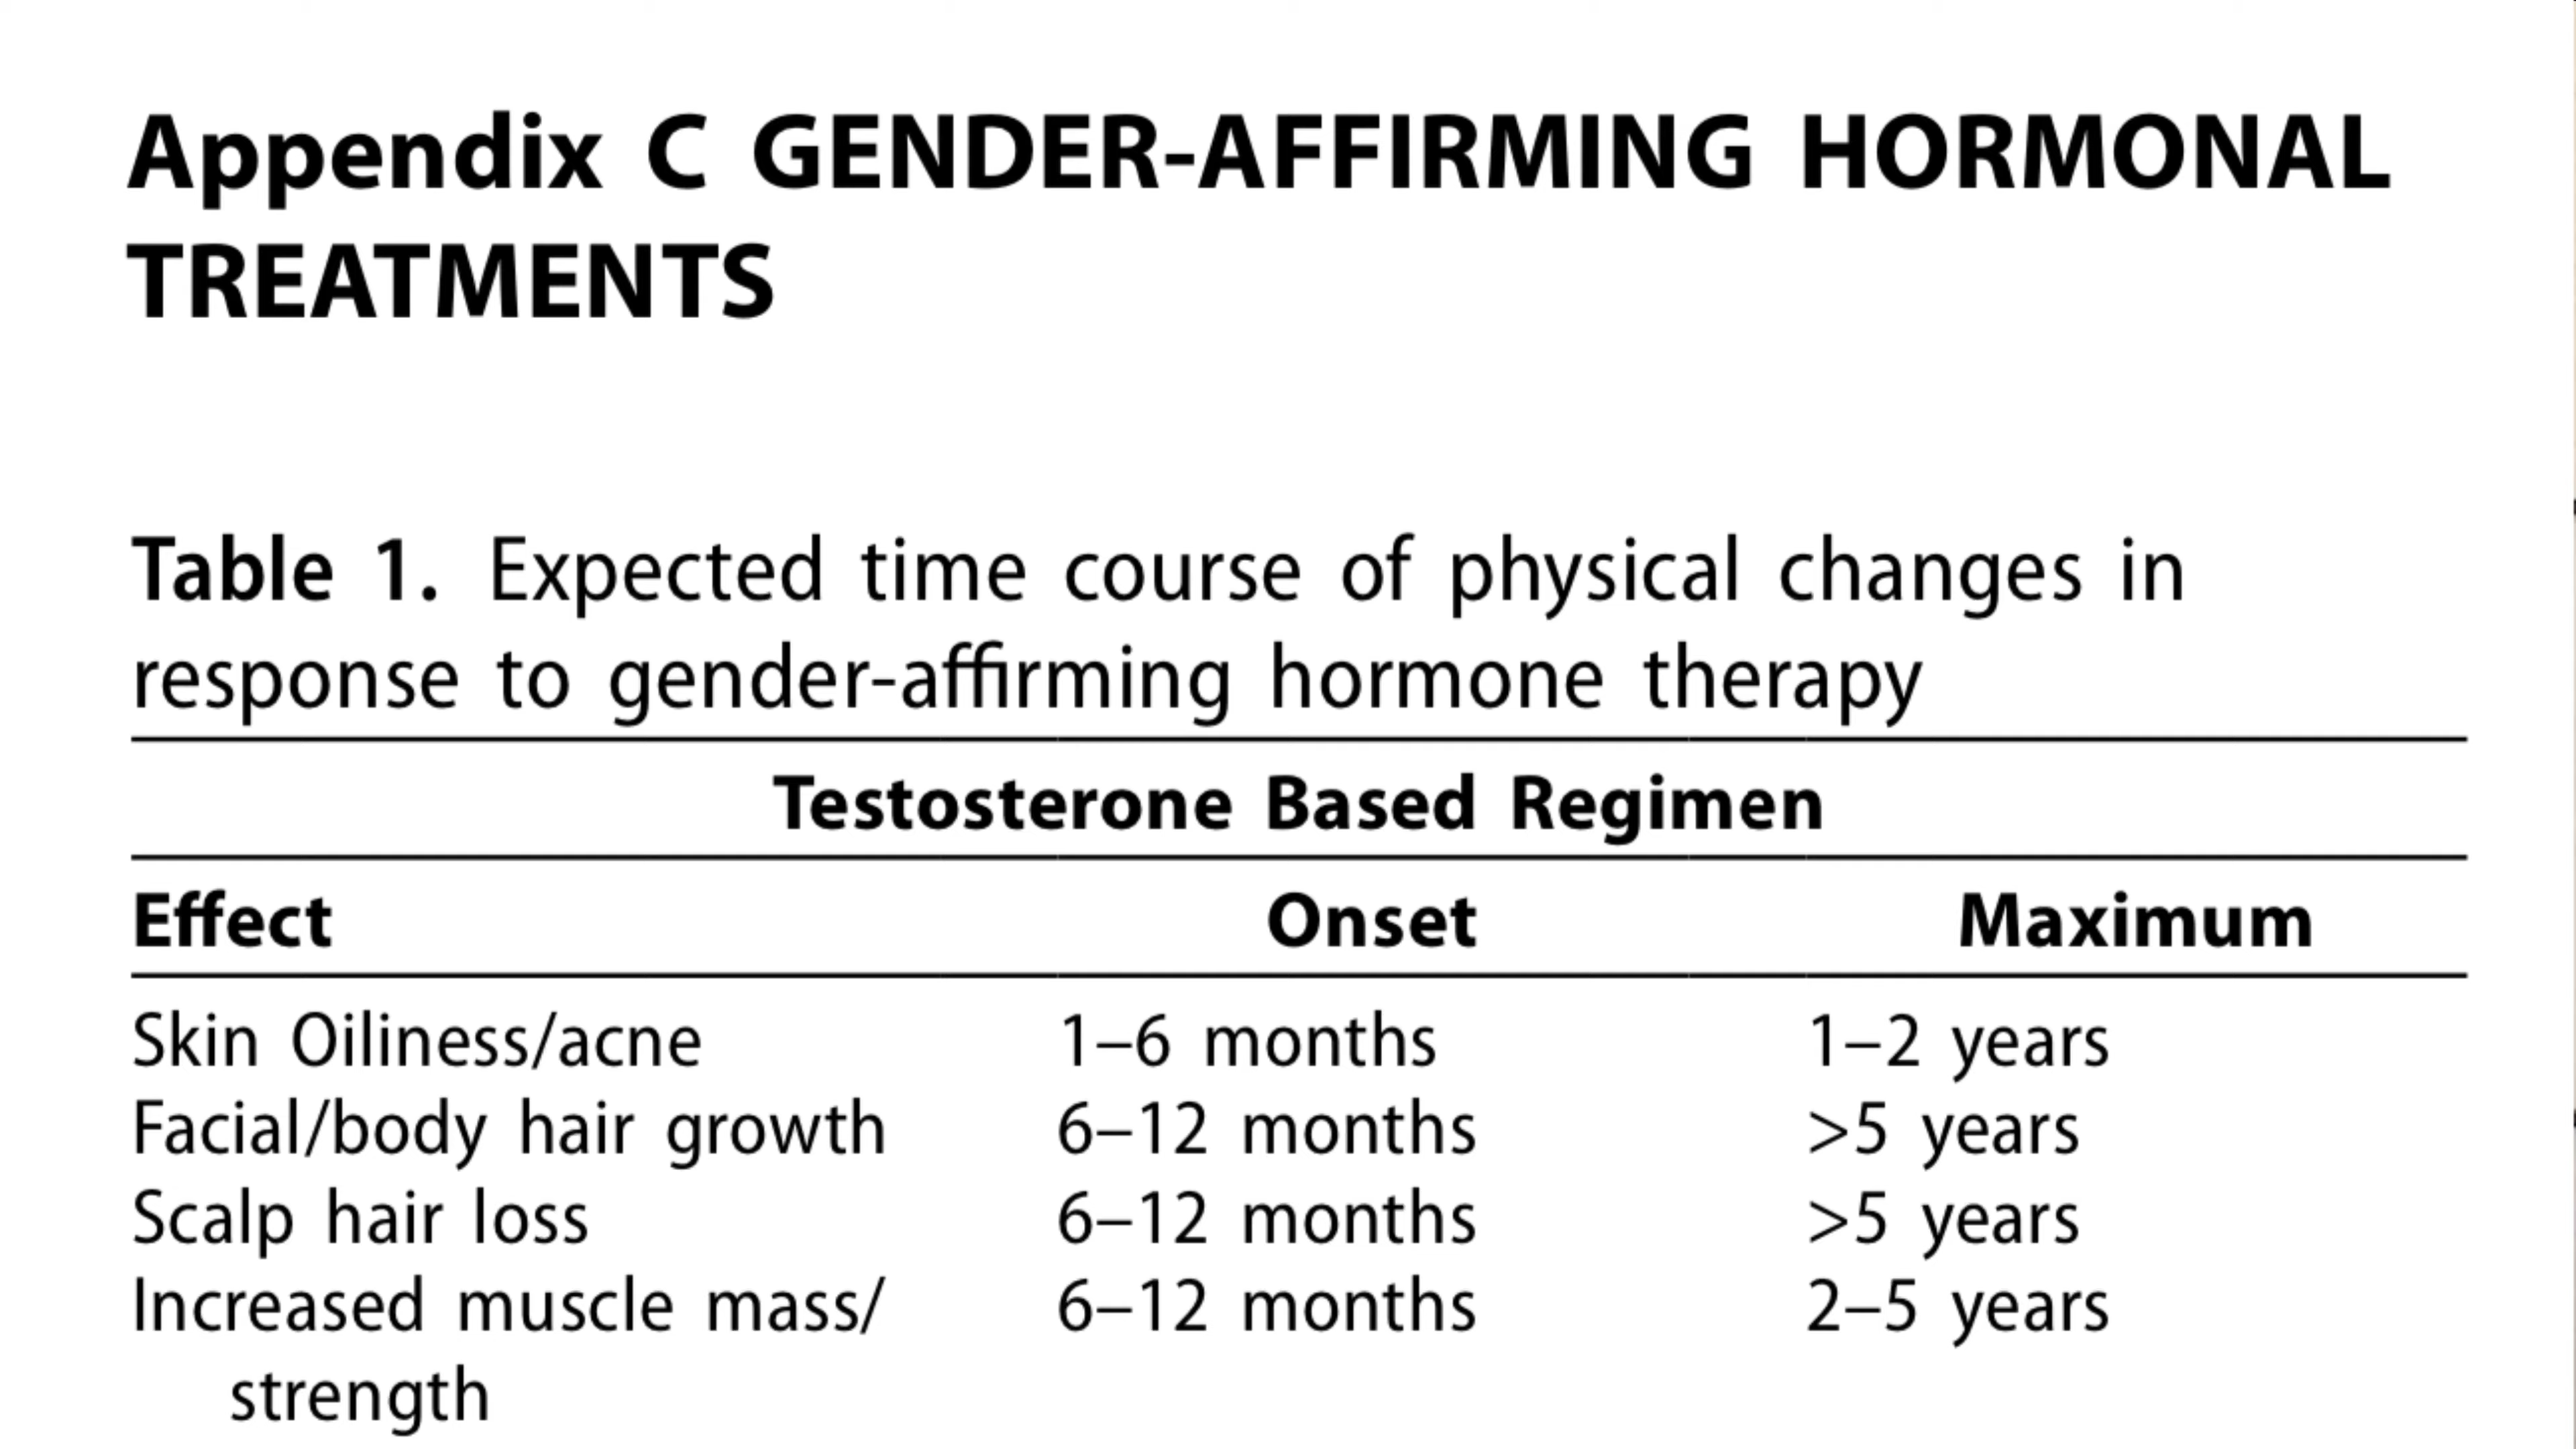 Appendix C GENDER-AFFIRMING HORMONAL
TREATMENTS
Table 1. Expected time course of physical changes in
response to gender-affirming hormone therapy
Testosterone Based Regimen
Effect Onset Maximum
Skin Oiliness/acne 1–6 months 1–2 years
Facial/body hair growth 6–12 months >5 years
Scalp hair loss 6–12 months >5 years
Increased muscle mass/ 6–12 months 2–5 years
strength